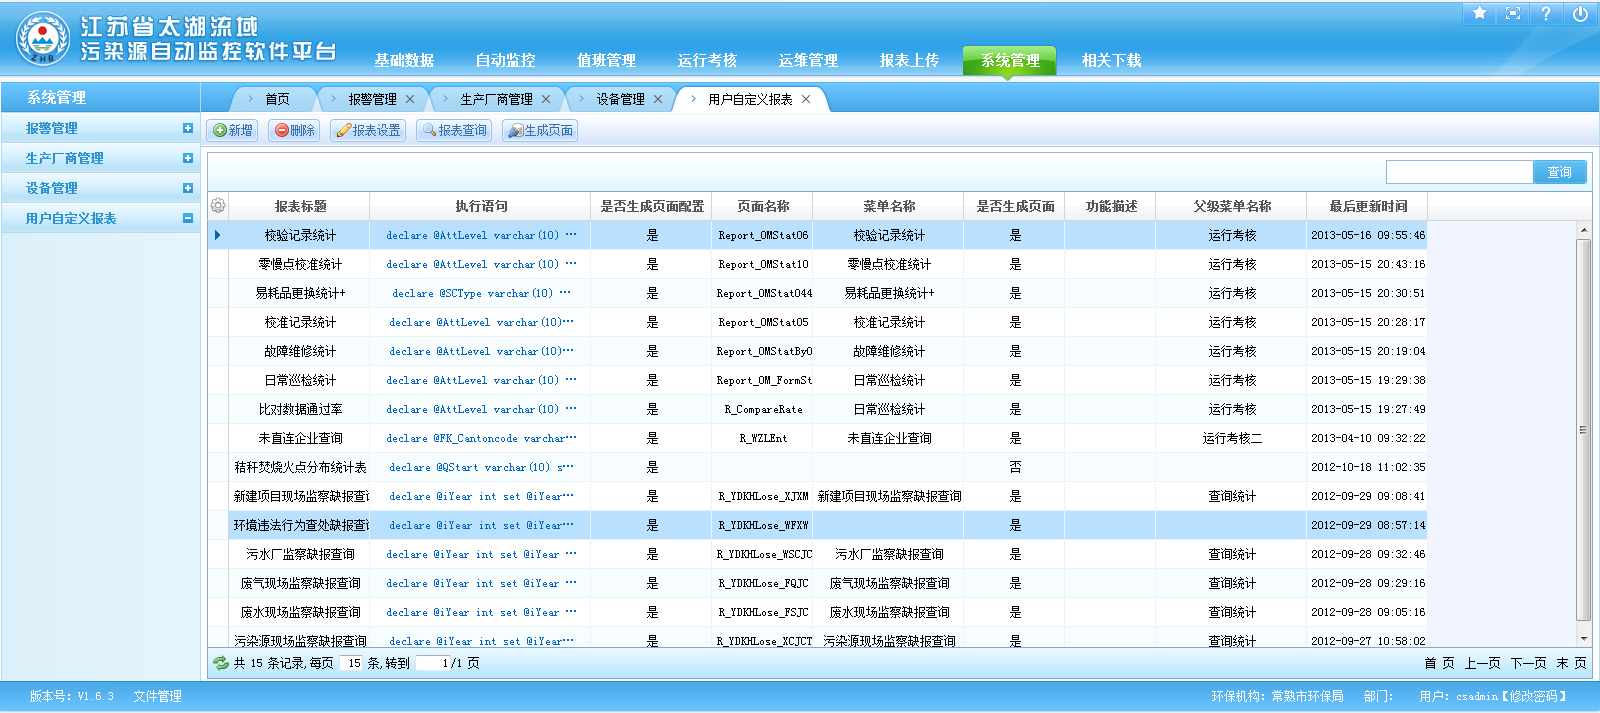 江苏省太湖流域
污染源自动监控软件平台
ZHB
基础数据 自动监控 值班管理 运行考核 运维管理 报表上传 系统管理 相关下载
系统管理
首页 报警管理 生产厂商管理 设备管理 用户自定义报表
报警管理
生产厂商管理
设备管理
用户自定义报表
新增 删除 报表设置 报表查询 生成页面
查询
报表标题 执行语句 是否生成页面配置 页面名称 菜单名称 是否生成页面 功能描述 父级菜单名称 最后更新时间
校验记录统计 declare @AttLevel varchar(10) … 是 Report_OMStat06 校验记录统计 是 运行考核 2013-05-16 09:55:46
零慢点校准统计 declare @AttLevel varchar(10) … 是 Report_OMStat10 零慢点校准统计 是 运行考核 2013-05-15 20:43:16
易耗品更换统计+ declare @SCType varchar(10) … 是 Report_OMStat044 易耗品更换统计+ 是 运行考核 2013-05-15 20:30:51
校准记录统计 declare @AttLevel varchar(10)… 是 Report_OMStat05 校准记录统计 是 运行考核 2013-05-15 20:28:17
故障维修统计 declare @AttLevel varchar(10)… 是 Report_OMStatByO 故障维修统计 是 运行考核 2013-05-15 20:19:04
日常巡检统计 declare @AttLevel varchar(10) … 是 Report_OM_FormSt 日常巡检统计 是 运行考核 2013-05-15 19:29:38
比对数据通过率 declare @AttLevel varchar(10) … 是 R_CompareRate 日常巡检统计 是 运行考核 2013-05-15 19:27:49
未直连企业查询 declare @FK_Cantoncode varchar… 是 R_WZLEnt 未直连企业查询 是 运行考核二 2013-04-10 09:32:22
秸秆焚烧火点分布统计表 declare @QStart varchar(10) s… 是 否 2012-10-18 11:02:35
新建项目现场监察缺报查询 declare @iYear int set @iYear… 是 R_YDKHLose_XJXM 新建项目现场监察缺报查询 是 查询统计 2012-09-29 09:08:41
环境违法行为查处缺报查询 declare @iYear int set @iYear… 是 R_YDKHLose_WFXW 是 2012-09-29 08:57:14
污水厂监察缺报查询 declare @iYear int set @iYear … 是 R_YDKHLose_WSCJC 污水厂监察缺报查询 是 查询统计 2012-09-28 09:32:46
废气现场监察缺报查询 declare @iYear int set @iYear … 是 R_YDKHLose_FQJC 废气现场监察缺报查询 是 查询统计 2012-09-28 09:29:16
废水现场监察缺报查询 declare @iYear int set @iYear … 是 R_YDKHLose_FSJC 废水现场监察缺报查询 是 查询统计 2012-09-28 09:05:16
污染源现场监察缺报查询 declare @iYear int set @iYear… 是 R_YDKHLose_XCJCT 污染源现场监察缺报查询 是 查询统计 2012-09-27 10:58:02
共 15 条记录,每页 15 条,转到 1/1 页 首 页 上一页 下一页 末 页
版本号: V1.6.3 文件管理 环保机构: 常熟市环保局 部门: 用户: csadmin【修改密码】